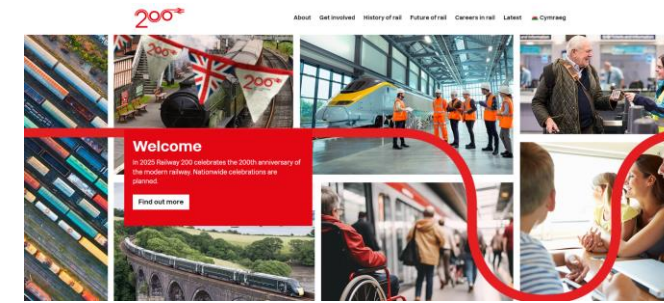 200
About Get involved History of rail Future of rail Careers in rail Latest Cymraeg
200
200
Welcome
In 2025 Railway 200 celebrates the 200th anniversary of
the modern railway. Nationwide celebrations are
planned.
Find out more